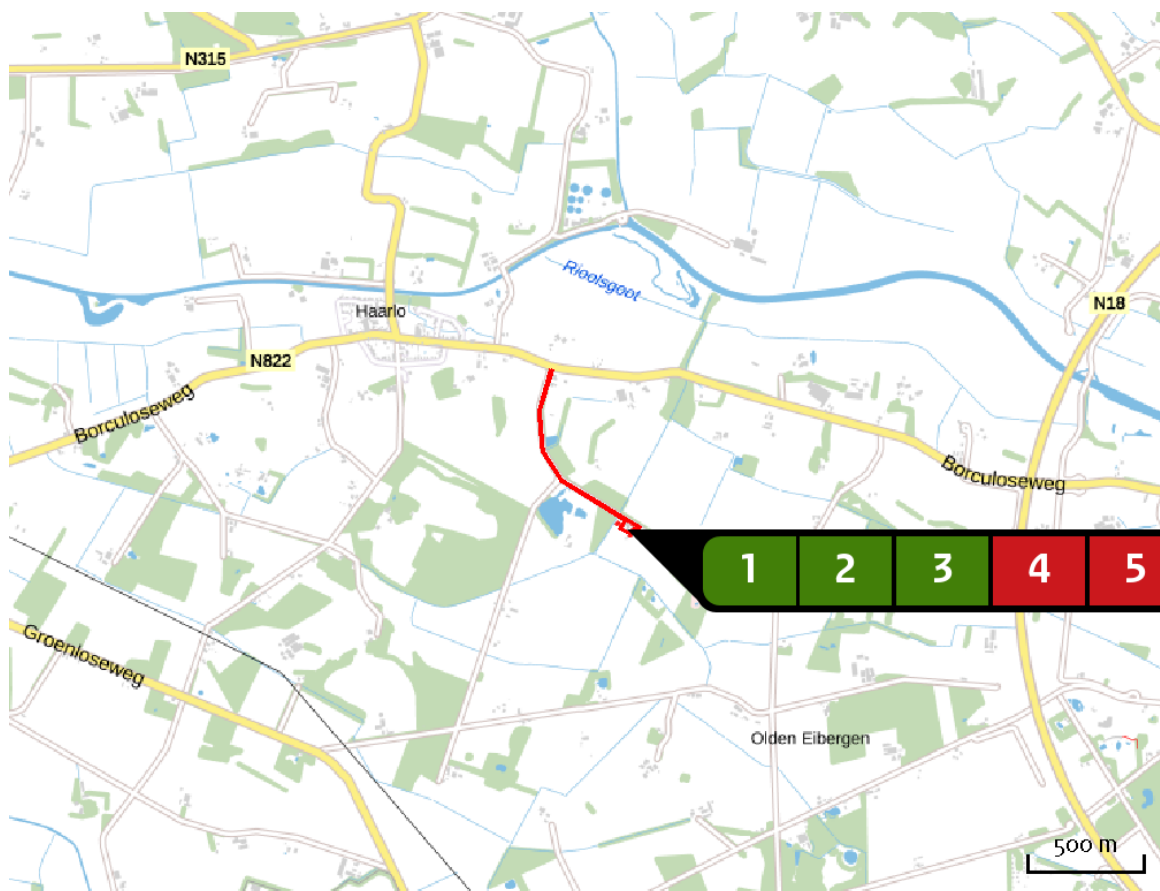 N315
Rioolsgoot
N18
Haarlo
N822
Borculoseweg
Borculoseweg
1 2 3 4 5
Groenloseweg
Olden Eibergen
500 m